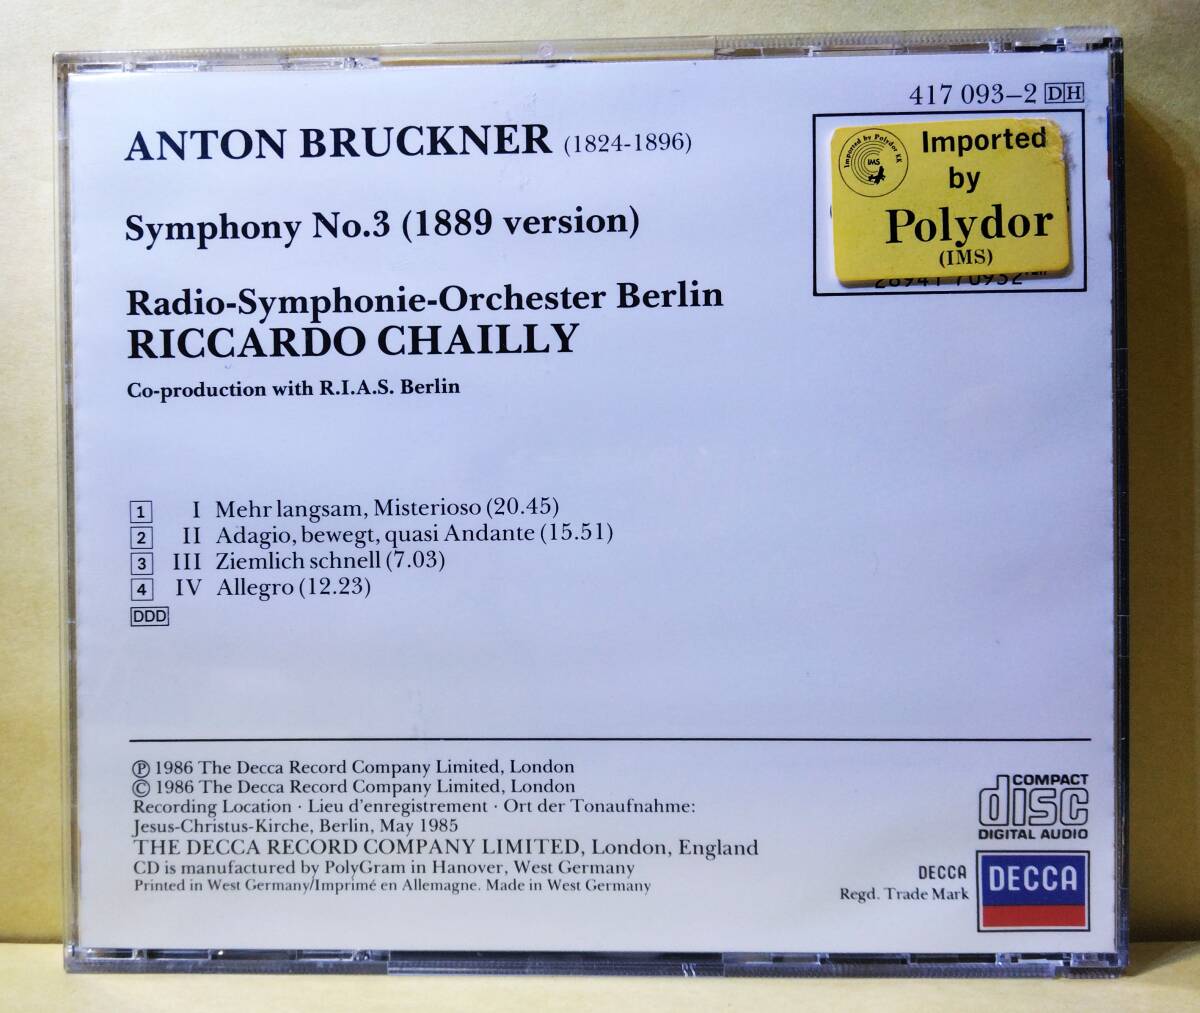 417 093–2 DH
ANTON BRUCKNER (1824-1896)
Imported
by
Polydor
(IMS)
Imported by Polydor KK
IMS
Symphony No.3 (1889 version)
Radio-Symphonie-Orchester Berlin
RICCARDO CHAILLY
Co-production with R.I.A.S. Berlin
1 I Mehr langsam, Misterioso (20.45)
2 II Adagio, bewegt, quasi Andante (15.51)
3 III Ziemlich schnell (7.03)
4 IV Allegro (12.23)
DDD
℗ 1986 The Decca Record Company Limited, London
© 1986 The Decca Record Company Limited, London
Recording Location · Lieu d'enregistrement · Ort der Tonaufnahme:
Jesus-Christus-Kirche, Berlin, May 1985
THE DECCA RECORD COMPANY LIMITED, London, England
CD is manufactured by PolyGram in Hanover, West Germany
Printed in West Germany/Imprimé en Allemagne. Made in West Germany
COMPACT
disc
DIGITAL AUDIO
DECCA
Regd. Trade Mark
DECCA